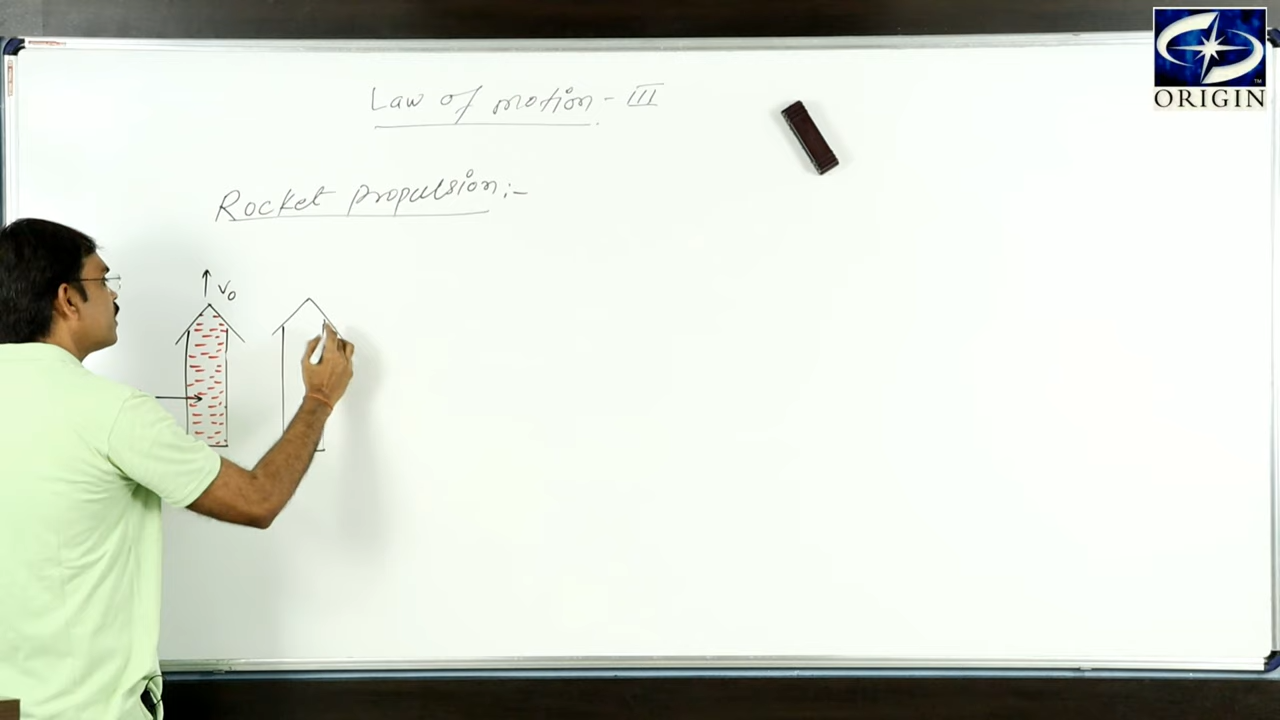 Law of motion - III
Rocket propulsion :-
V₀
ORIGIN